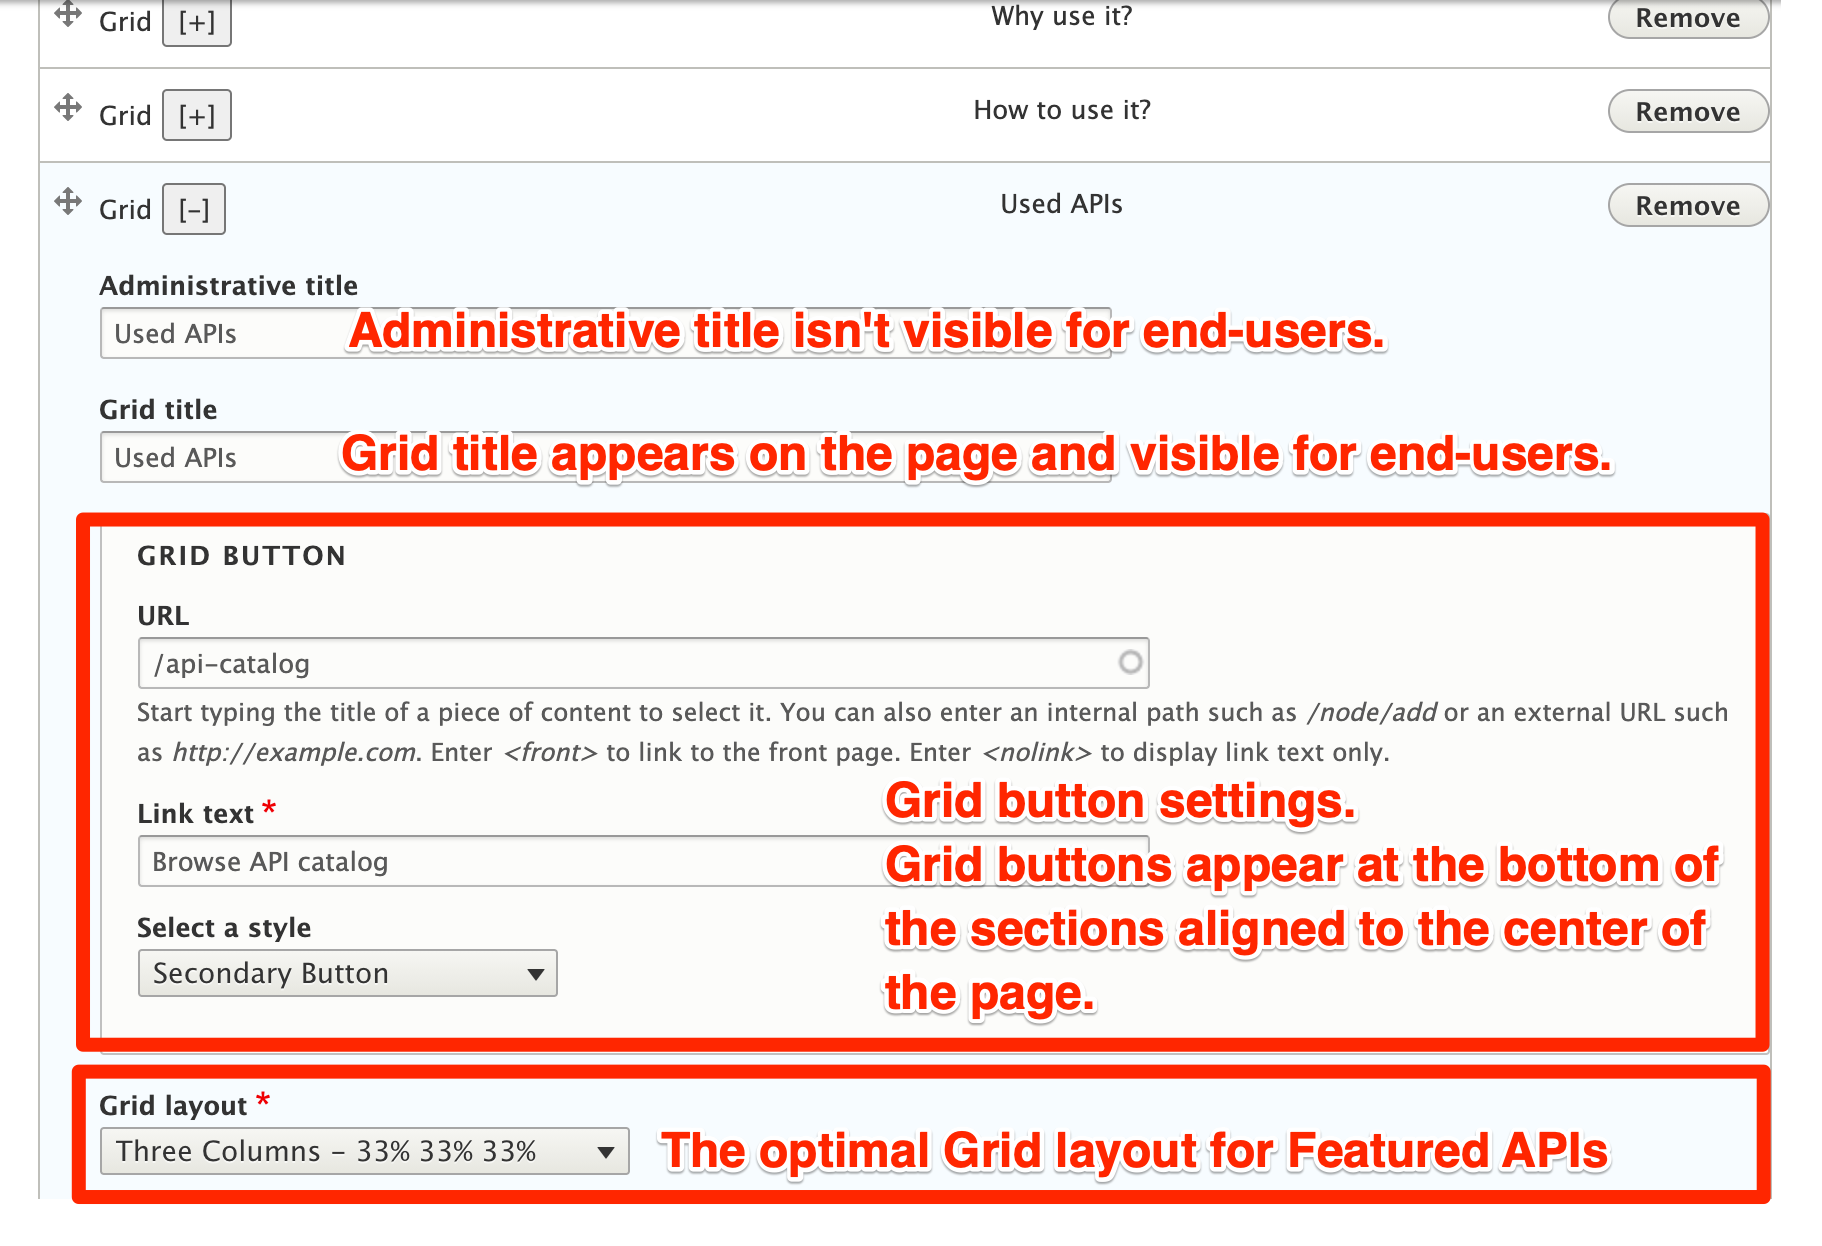 Grid [+] Why use it? Remove
Grid [+] How to use it? Remove
Grid [–] Used APIs Remove
Administrative title
Used APIs Administrative title isn't visible for end-users.
Grid title
Used APIs Grid title appears on the page and visible for end-users.
GRID BUTTON
URL
/api-catalog
Start typing the title of a piece of content to select it. You can also enter an internal path such as /node/add or an external URL such
as http://example.com. Enter <front> to link to the front page. Enter <nolink> to display link text only.
Link text *
Browse API catalog
Select a style
Secondary Button
Grid button settings.
Grid buttons appear at the bottom of
the sections aligned to the center of
the page.
Grid layout *
Three Columns – 33% 33% 33% The optimal Grid layout for Featured APIs